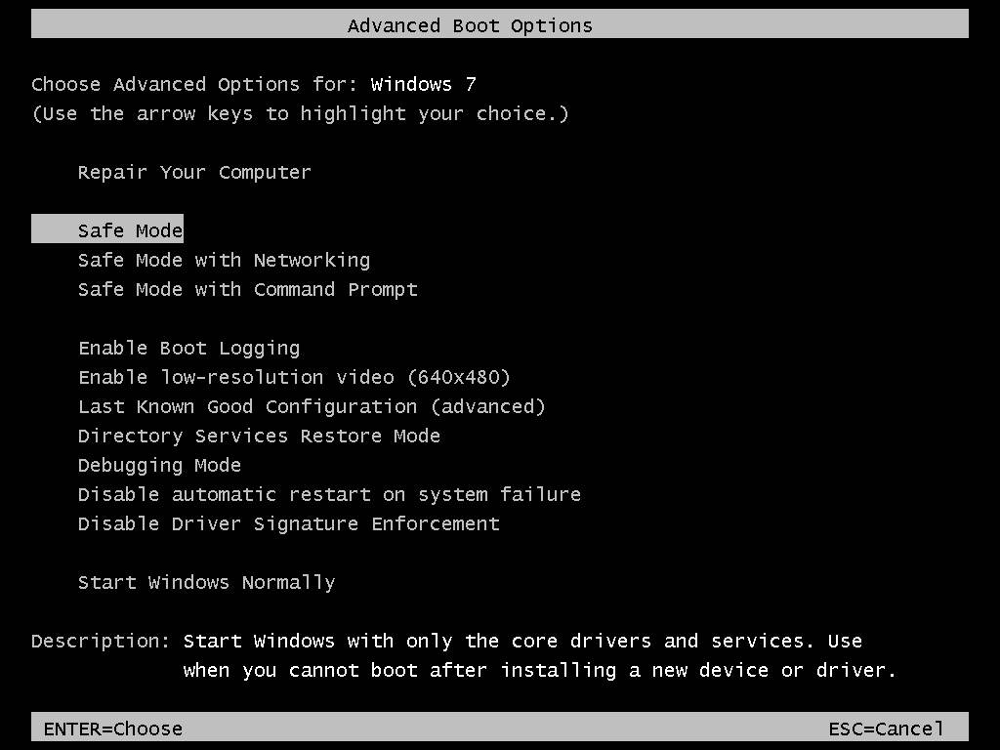 Advanced Boot Options
Choose Advanced Options for: Windows 7
(Use the arrow keys to highlight your choice.)
Repair Your Computer
Safe Mode
Safe Mode with Networking
Safe Mode with Command Prompt
Enable Boot Logging
Enable low-resolution video (640x480)
Last Known Good Configuration (advanced)
Directory Services Restore Mode
Debugging Mode
Disable automatic restart on system failure
Disable Driver Signature Enforcement
Start Windows Normally
Description: Start Windows with only the core drivers and services. Use
when you cannot boot after installing a new device or driver.
ENTER=Choose ESC=Cancel